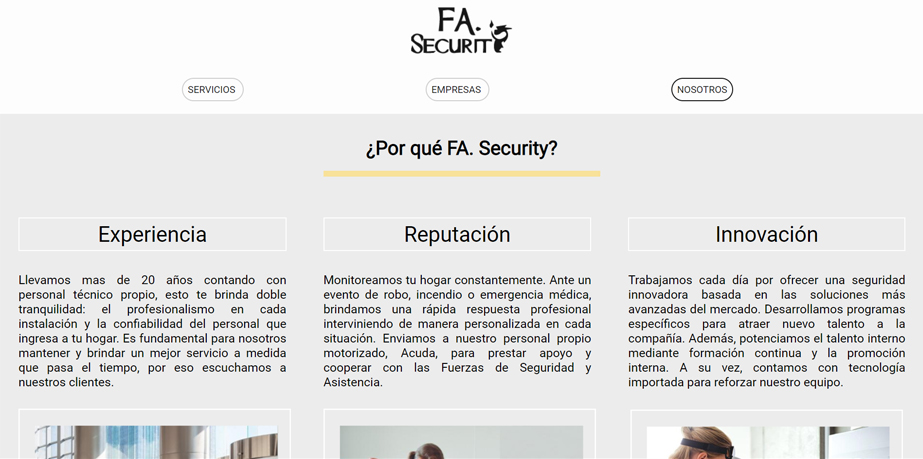 FA.
SECURITY
SERVICIOS
EMPRESAS
NOSOTROS
¿Por qué FA. Security?
Experiencia
Llevamos mas de 20 años contando con
personal técnico propio, esto te brinda doble
tranquilidad: el profesionalismo en cada
instalación y la confiabilidad del personal que
ingresa a tu hogar. Es fundamental para nosotros
mantener y brindar un mejor servicio a medida
que pasa el tiempo, por eso escuchamos a
nuestros clientes.
Reputación
Monitoreamos tu hogar constantemente. Ante un
evento de robo, incendio o emergencia médica,
brindamos una rápida respuesta profesional
interviniendo de manera personalizada en cada
situación. Enviamos a nuestro personal propio
motorizado, Acuda, para prestar apoyo y
cooperar con las Fuerzas de Seguridad y
Asistencia.
Innovación
Trabajamos cada día por ofrecer una seguridad
innovadora basada en las soluciones más
avanzadas del mercado. Desarrollamos programas
específicos para atraer nuevo talento a la
compañía. Además, potenciamos el talento interno
mediante formación continua y la promoción
interna. A su vez, contamos con tecnología
importada para reforzar nuestro equipo.